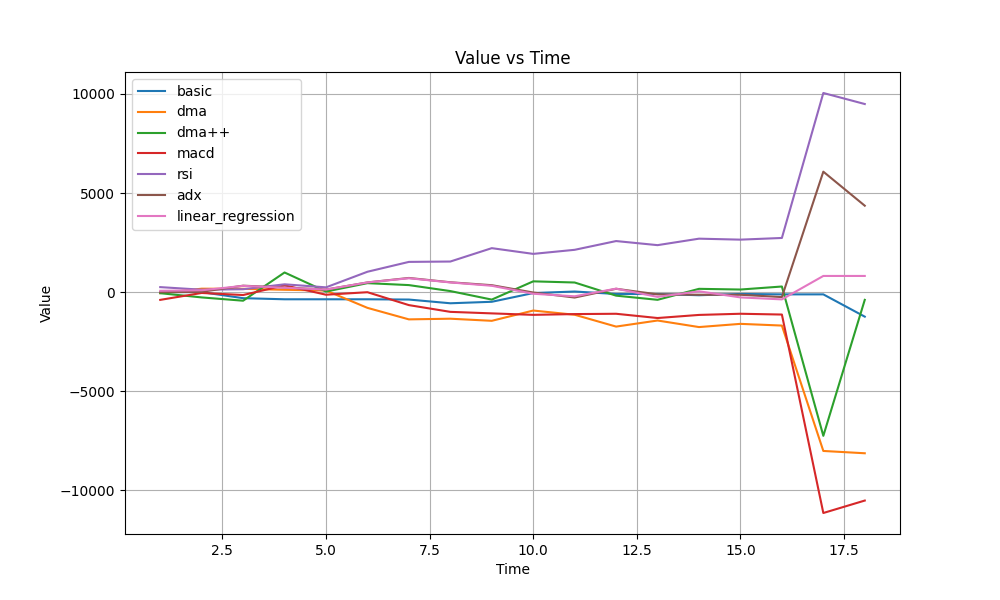 Value vs Time
basic
dma
dma++
macd
rsi
adx
linear_regression
10000
5000
0
−5000
−10000
Value
2.5 5.0 7.5 10.0 12.5 15.0 17.5
Time